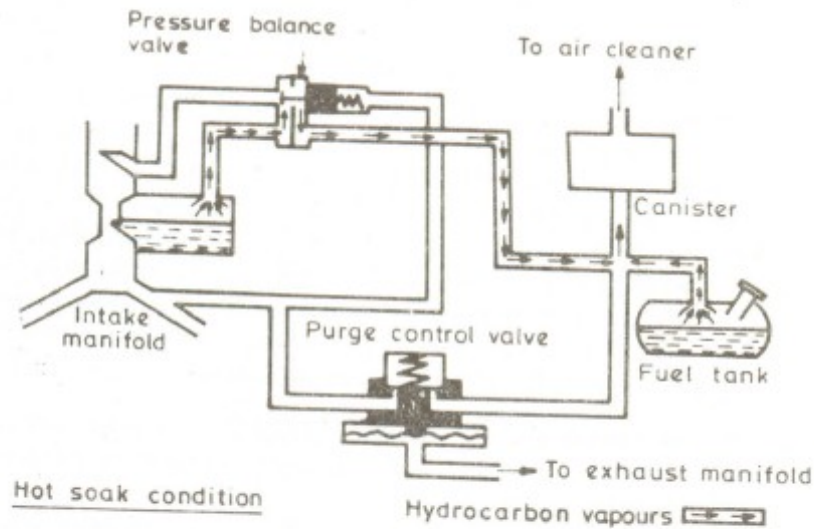 Pressure balance
valve
To air cleaner
Canister
Intake
manifold
Purge control valve
Fuel tank
To exhaust manifold
Hot soak condition
Hydrocarbon vapours